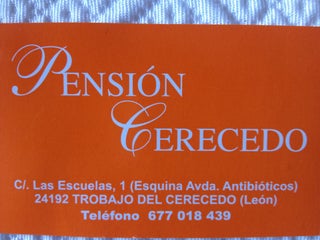 PENSIÓN
CERECEDO
C/. Las Escuelas, 1 (Esquina Avda. Antibióticos)
24192 TROBAJO DEL CERECEDO (León)
Teléfono 677 018 439